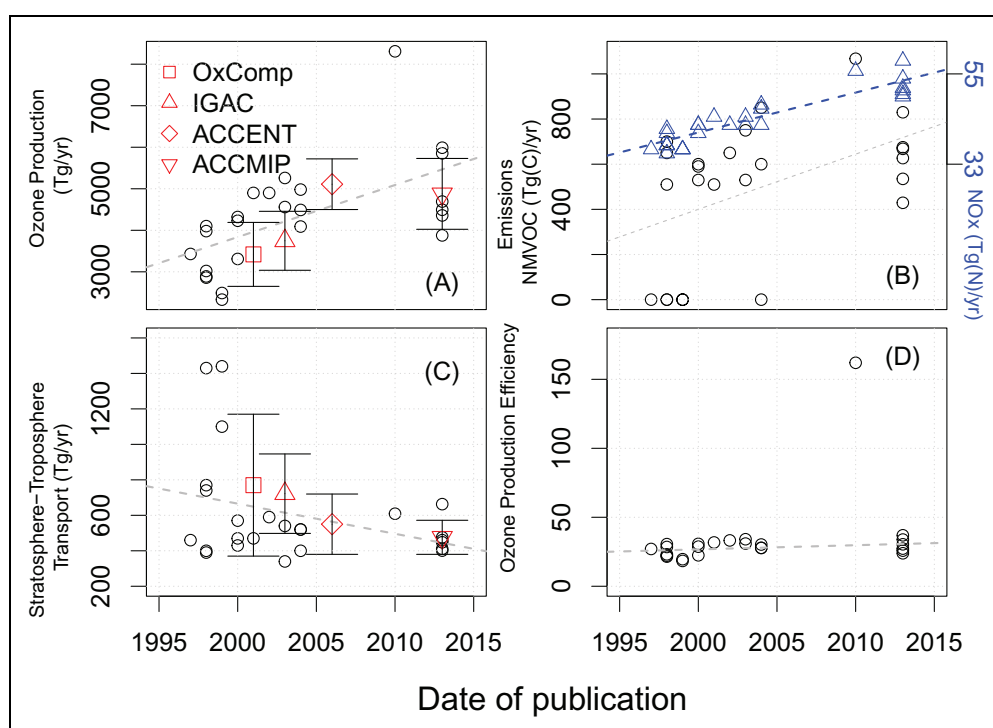 Ozone Production
(Tg/yr)
3000 5000 7000
OxComp
IGAC
ACCENT
ACCMIP
(A)
Emissions
NMVOC (Tg(C)/yr)
0 400 800
(B)
33 55
NOx (Tg(N)/yr)
Stratosphere−Troposphere
Transport (Tg/yr)
200 600 1200
(C)
1995 2000 2005 2010 2015
Ozone Production Efficiency
0 50 100 150
(D)
1995 2000 2005 2010 2015
Date of publication